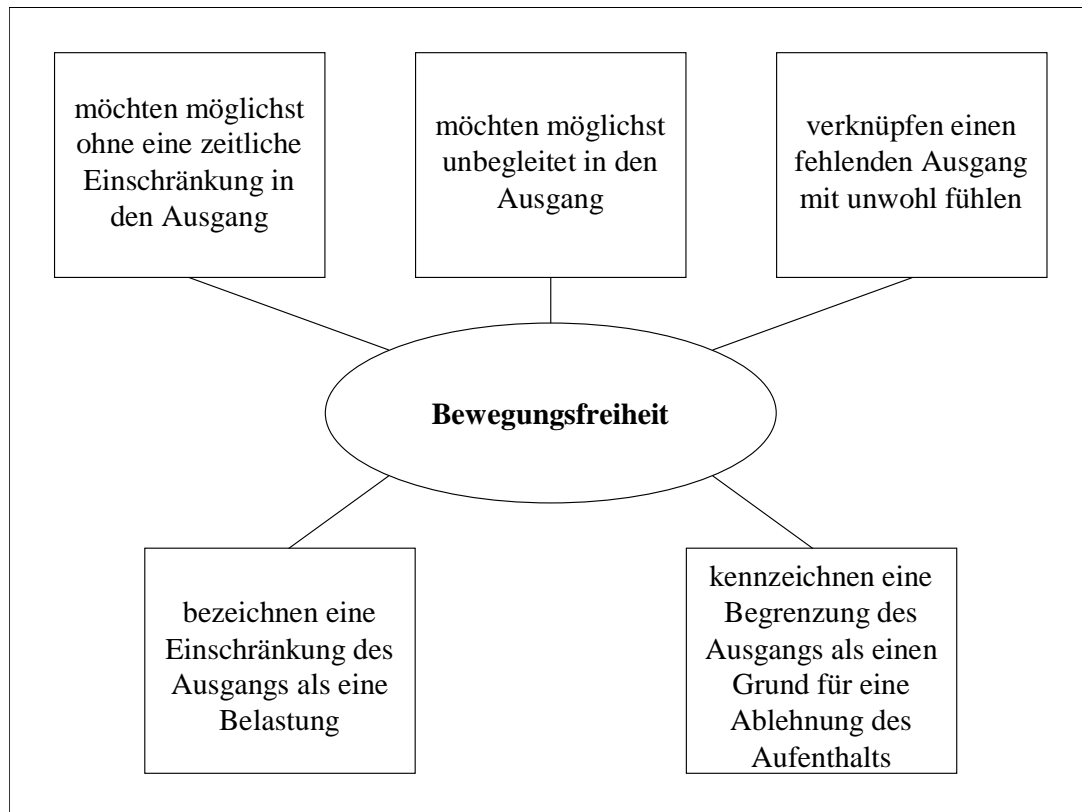 möchten möglichst
ohne eine zeitliche
Einschränkung in
den Ausgang
möchten möglichst
unbegleitet in den
Ausgang
verknüpfen einen
fehlenden Ausgang
mit unwohl fühlen
Bewegungsfreiheit
bezeichnen eine
Einschränkung des
Ausgangs als eine
Belastung
kennzeichnen eine
Begrenzung des
Ausgangs als einen
Grund für eine
Ablehnung des
Aufenthalts